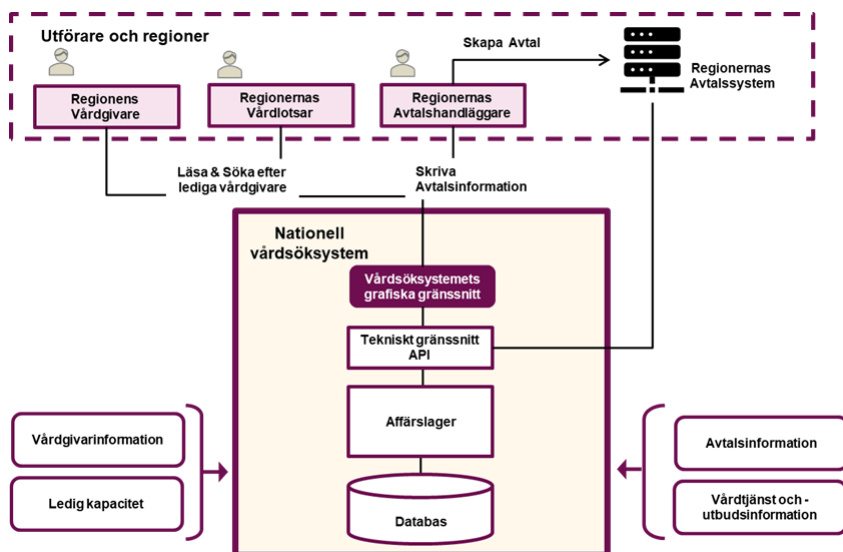 Utförare och regioner
Skapa Avtal
Regionernas
Avtalssystem
Regionens
Vårdgivare
Regionernas
Vårdlotsar
Regionernas
Avtalshandläggare
Läsa & Söka efter
lediga vårdgivare
Skriva
Avtalsinformation
Nationell
vårdsöksystem
Vårdsöksystemets
grafiska gränssnitt
Tekniskt gränssnitt
API
Affärslager
Databas
Vårdgivarinformation
Ledig kapacitet
Avtalsinformation
Vårdtjänst och -
utbudsinformation